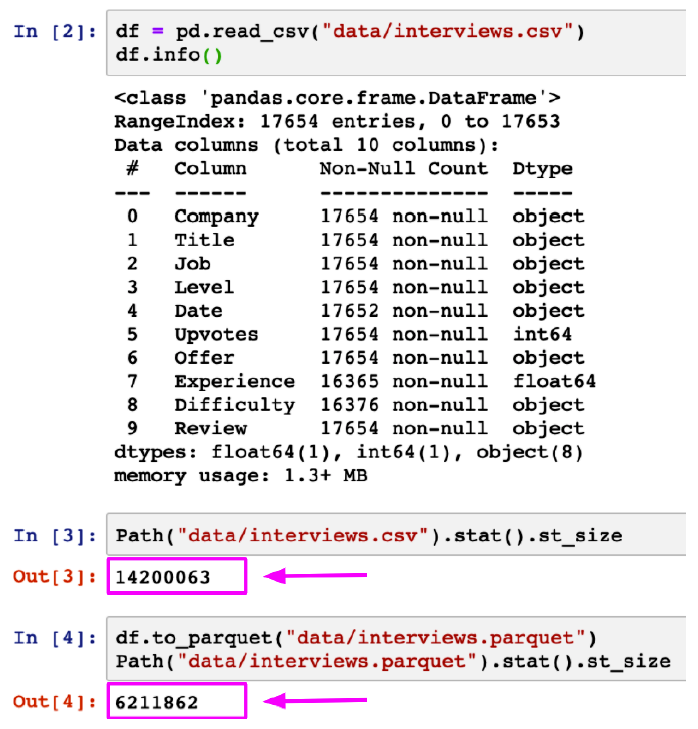 In [2]: df = pd.read_csv("data/interviews.csv")
df.info()
<class 'pandas.core.frame.DataFrame'>
RangeIndex: 17654 entries, 0 to 17653
Data columns (total 10 columns):
 #   Column       Non-Null Count  Dtype
---  ------       --------------  -----
 0   Company      17654 non-null  object
 1   Title        17654 non-null  object
 2   Job          17654 non-null  object
 3   Level        17654 non-null  object
 4   Date         17652 non-null  object
 5   Upvotes      17654 non-null  int64
 6   Offer        17654 non-null  object
 7   Experience   16365 non-null  float64
 8   Difficulty   16376 non-null  object
 9   Review       17654 non-null  object
dtypes: float64(1), int64(1), object(8)
memory usage: 1.3+ MB
In [3]: Path("data/interviews.csv").stat().st_size
Out[3]: 14200063
In [4]: df.to_parquet("data/interviews.parquet")
Path("data/interviews.parquet").stat().st_size
Out[4]: 6211862